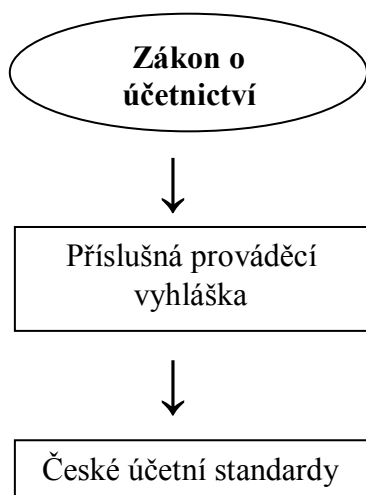 Zákon o
účetnictví
Příslušná prováděcí
vyhláška
České účetní standardy